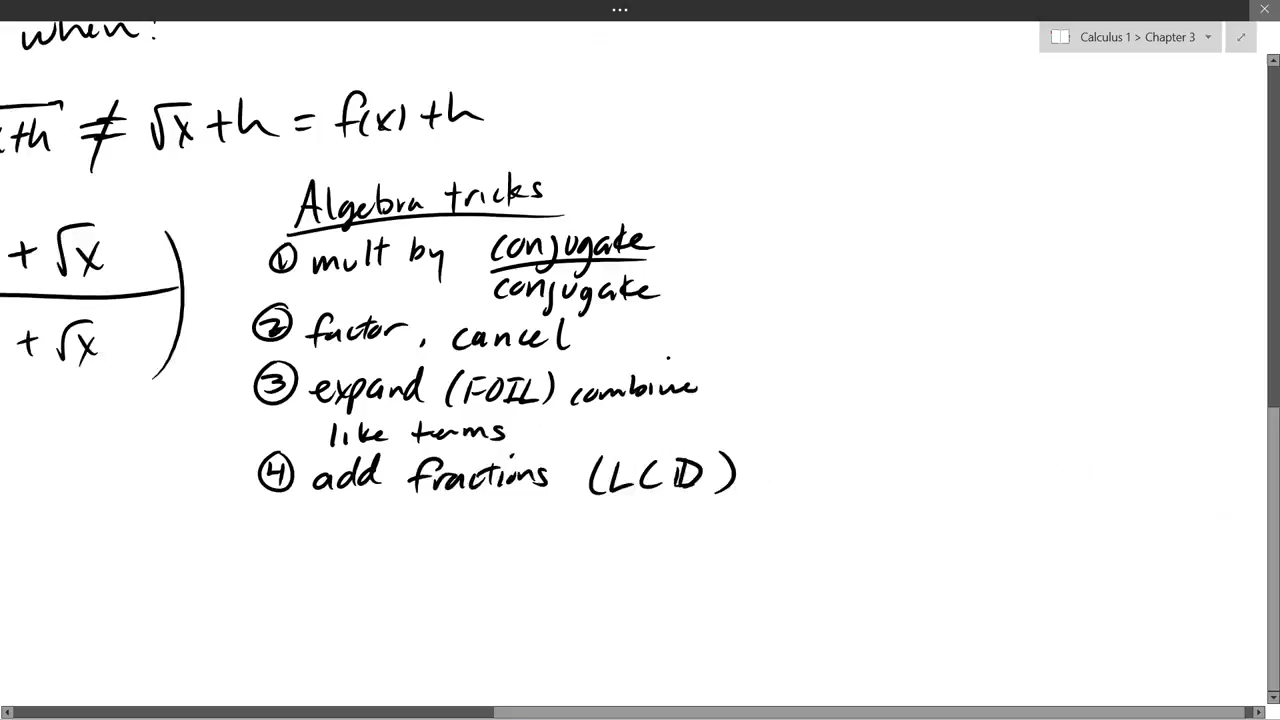 Calculus 1 > Chapter 3
when:
x+h ≠ √x + h = f(x) + h
Algebra tricks
① mult by conjugate
conjugate
+ √x
+ √x
② factor, cancel
③ expand (FOIL) combine
like terms
④ add fractions (LCD)